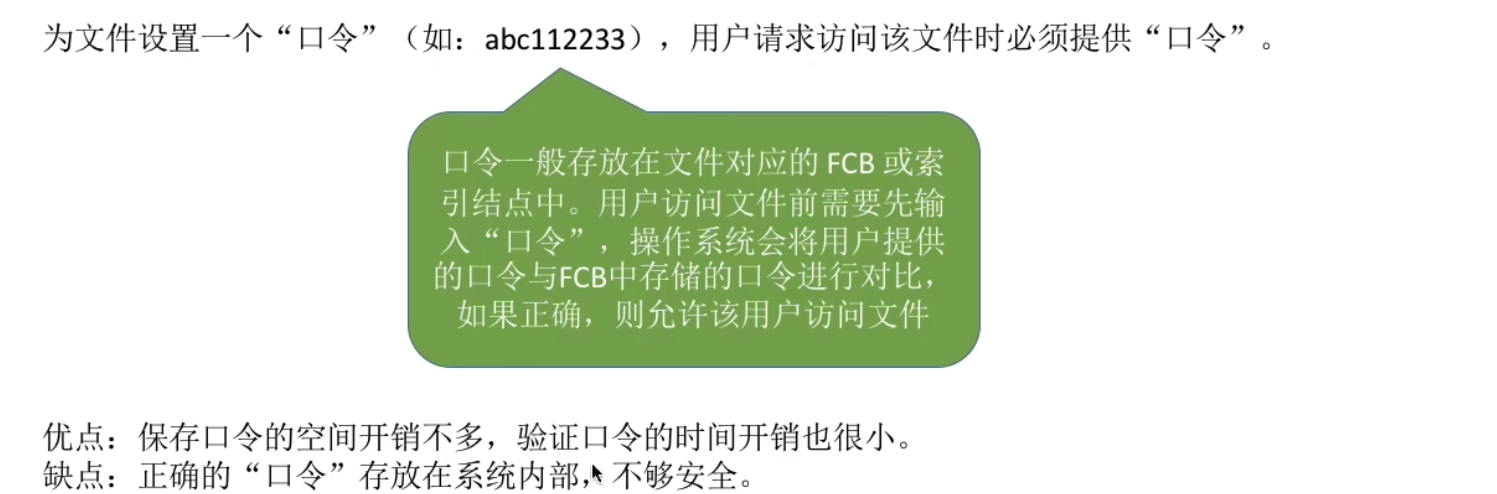 为文件设置一个“口令”（如：abc112233），用户请求访问该文件时必须提供“口令”。
口令一般存放在文件对应的 FCB 或索
引结点中。用户访问文件前需要先输
入“口令”，操作系统会将用户提供
的口令与FCB中存储的口令进行对比，
如果正确，则允许该用户访问文件
优点：保存口令的空间开销不多，验证口令的时间开销也很小。
缺点：正确的“口令”存放在系统内部，不够安全。